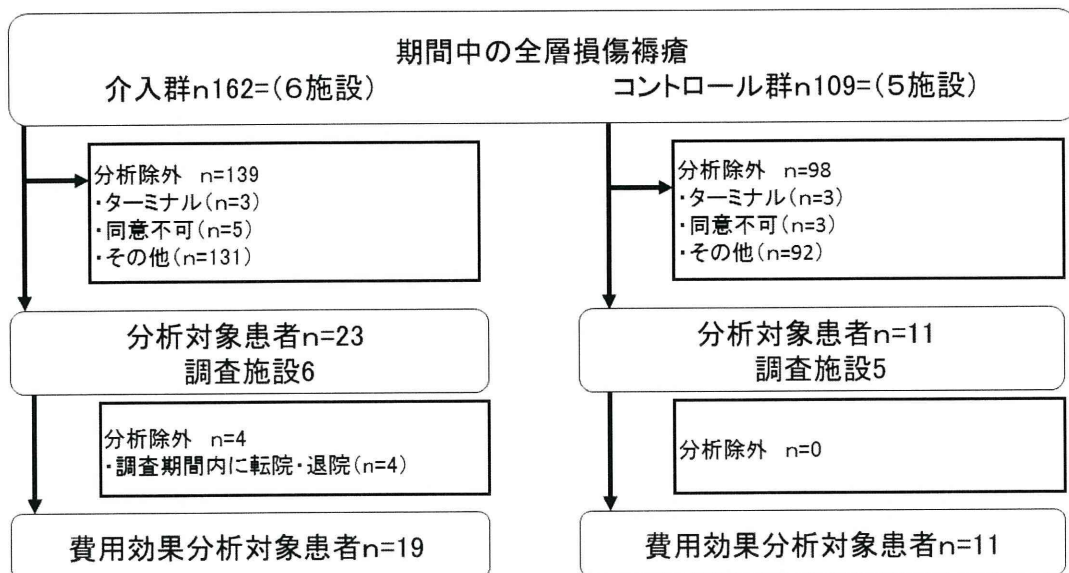 期間中の全層損傷褥瘡
介入群n162=(6施設)
コントロール群n109=(5施設)
分析除外 n=139
・ターミナル(n=3)
・同意不可(n=5)
・その他(n=131)
分析除外 n=98
・ターミナル(n=3)
・同意不可(n=3)
・その他(n=92)
分析対象患者n=23
調査施設6
分析対象患者n=11
調査施設5
分析除外 n=4
・調査期間内に転院・退院(n=4)
分析除外 n=0
費用効果分析対象患者n=19
費用効果分析対象患者n=11